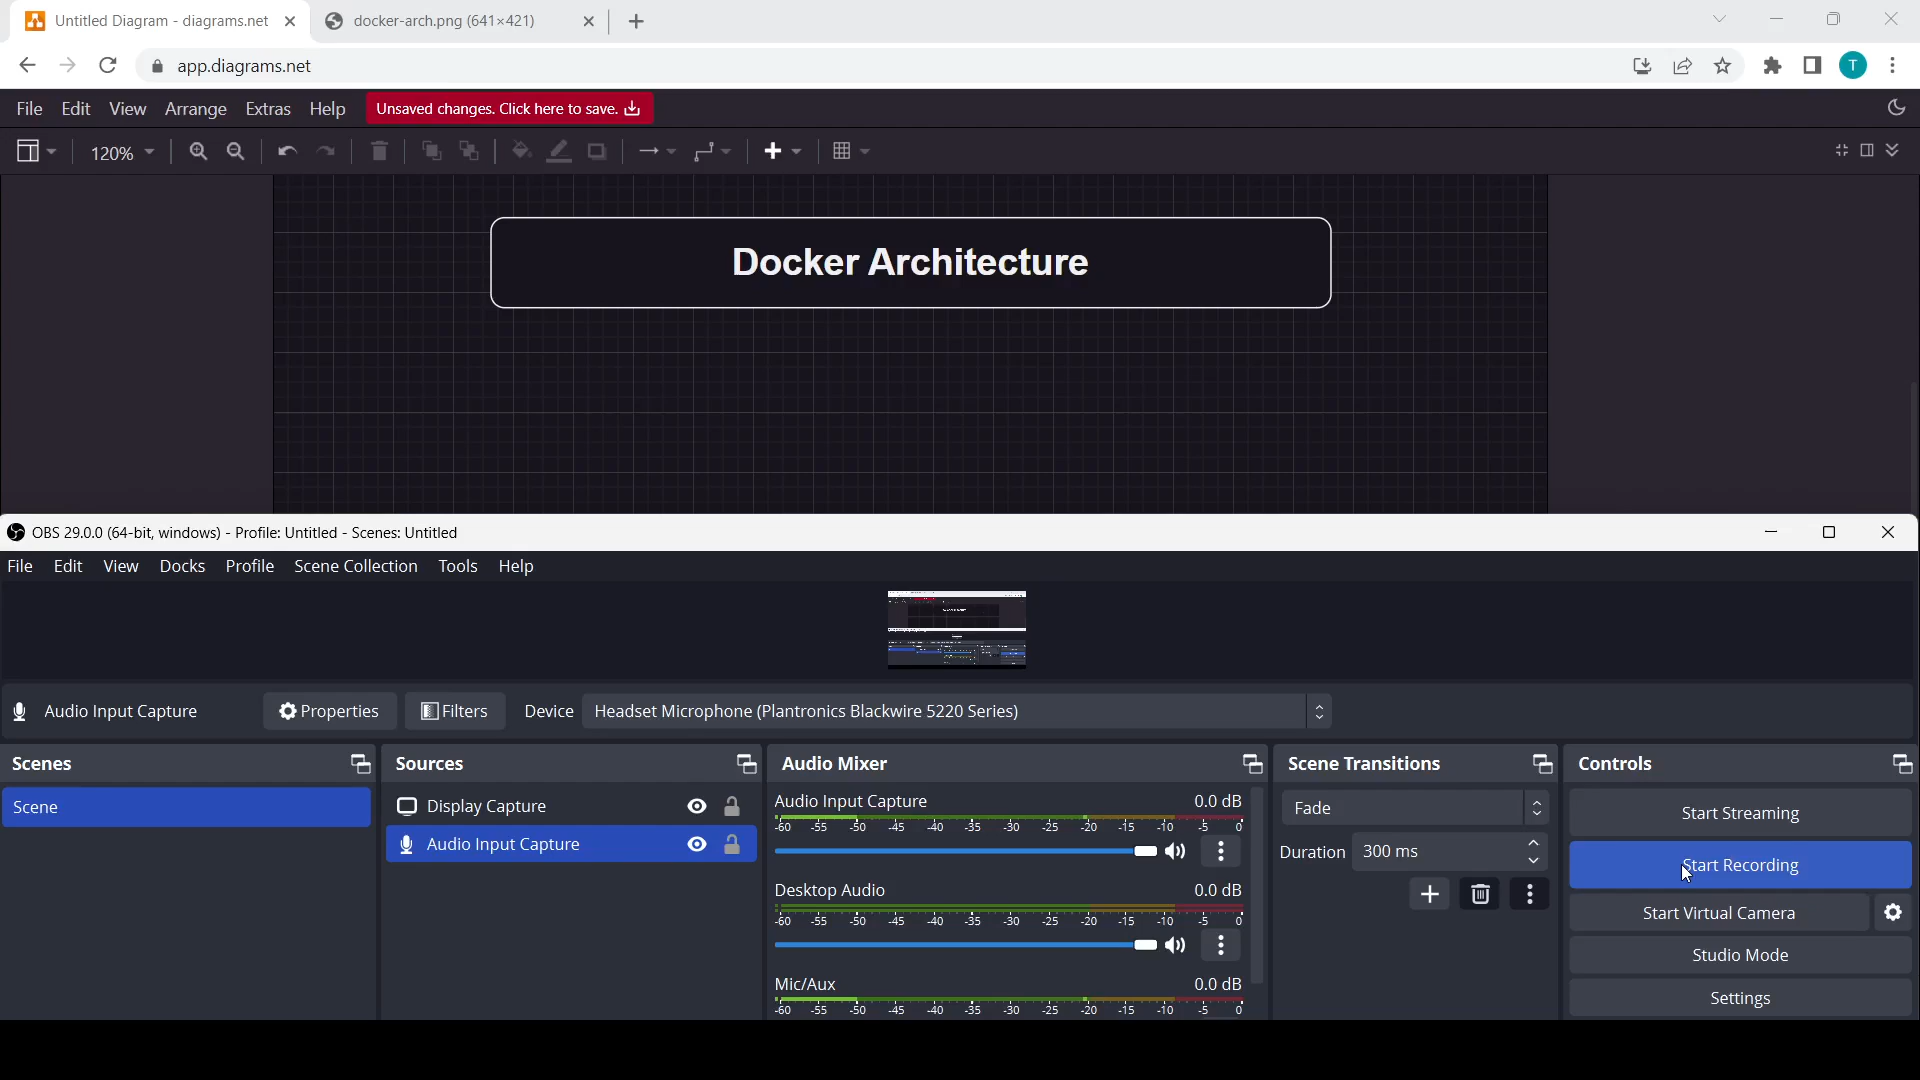 Untitled Diagram - diagrams.net
docker-arch.png (641×421)
app.diagrams.net
T
File Edit View Arrange Extras Help Unsaved changes. Click here to save.
120%
Docker Architecture
OBS 29.0.0 (64-bit, windows) - Profile: Untitled - Scenes: Untitled
File Edit View Docks Profile Scene Collection Tools Help
Audio Input Capture Properties Filters Device Headset Microphone (Plantronics Blackwire 5220 Series)
Scenes
Scene
Sources
Display Capture
Audio Input Capture
Audio Mixer
Audio Input Capture 0.0 dB
-60 -55 -50 -45 -40 -35 -30 -25 -20 -15 -10 -5 0
Desktop Audio 0.0 dB
-60 -55 -50 -45 -40 -35 -30 -25 -20 -15 -10 -5 0
Mic/Aux 0.0 dB
-60 -55 -50 -45 -40 -35 -30 -25 -20 -15 -10 -5 0
Scene Transitions
Fade
Duration 300 ms
Controls
Start Streaming
Start Recording
Start Virtual Camera
Studio Mode
Settings